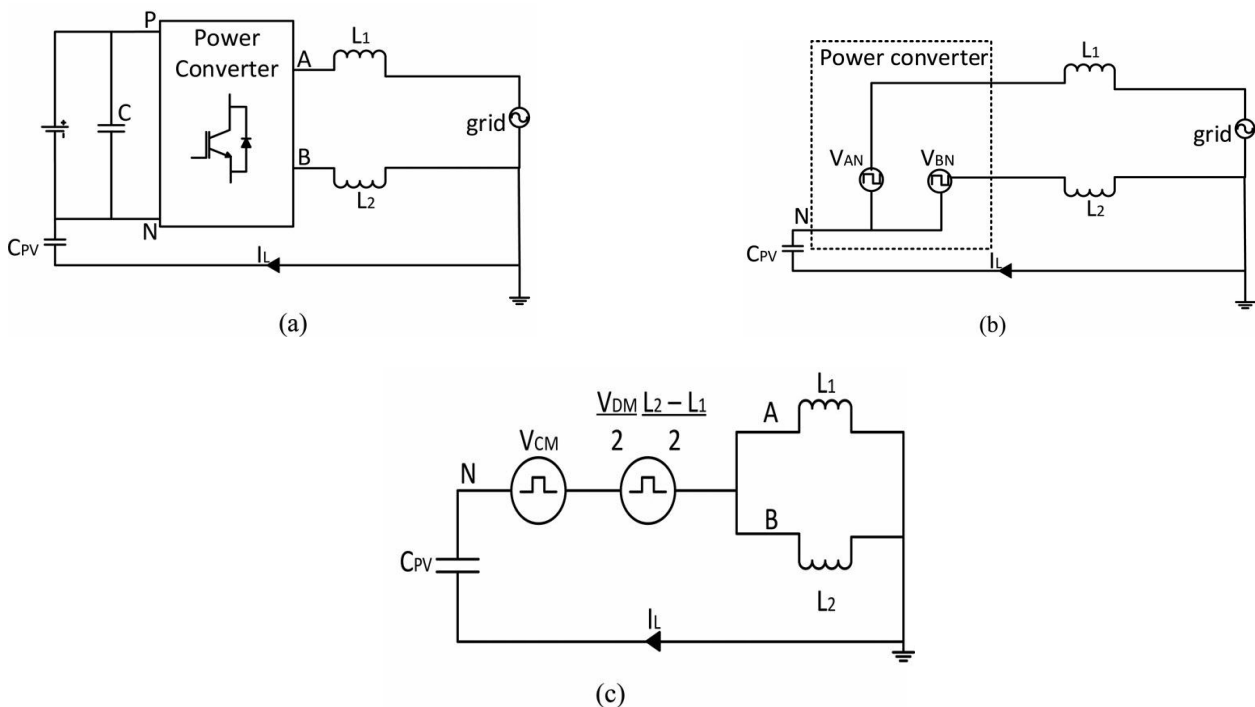 P
Power
Converter
A
L1
C
grid
B
L2
N
CPV
IL
(a)
Power converter
L1
grid
VAN
VBN
L2
N
CPV
IL
(b)
VDM L2 – L1
2 2
L1
A
VCM
N
B
CPV
L2
IL
(c)